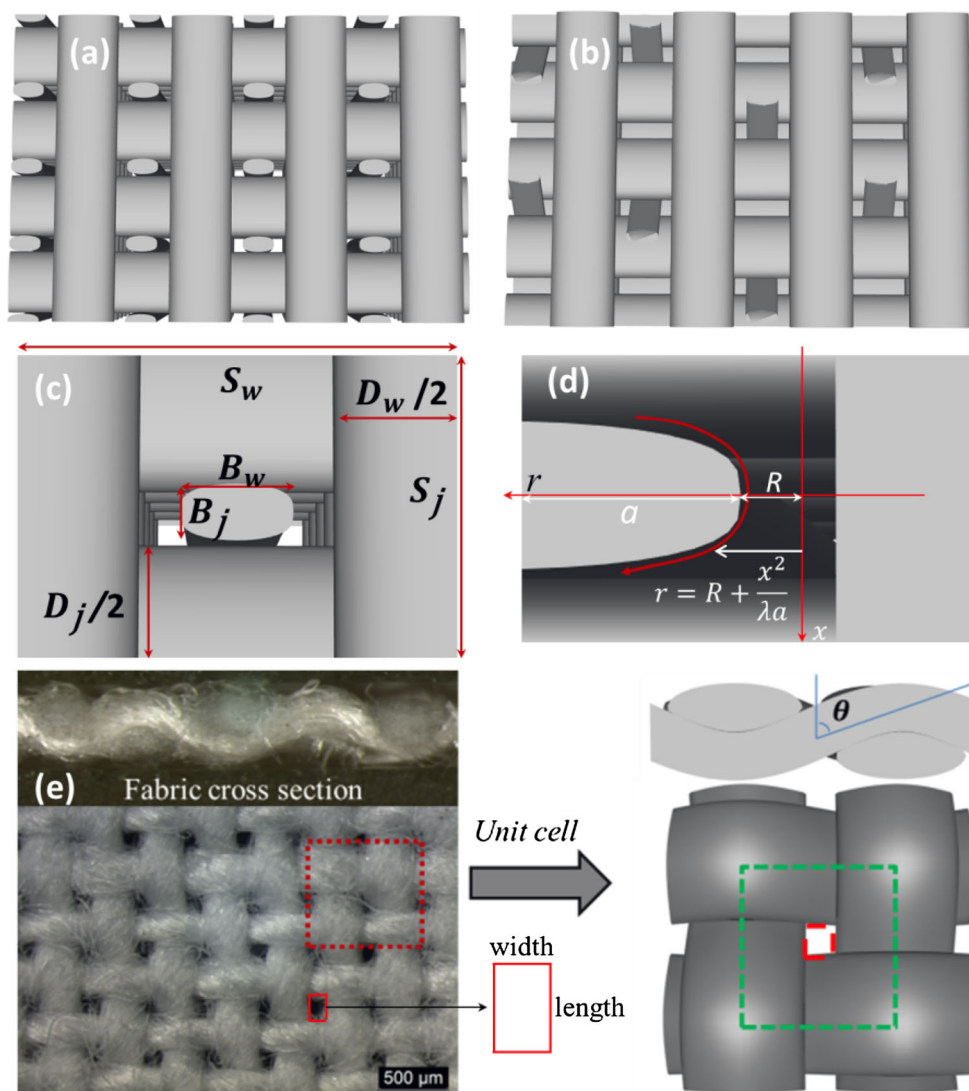 (a)
(b)
(c)
S_w
D_w/2
B_w
S_j
B_j
D_j/2
(d)
r
R
a
r = R + x²/λa
x
(e)
Fabric cross section
500 μm
Unit cell
width
length
θ